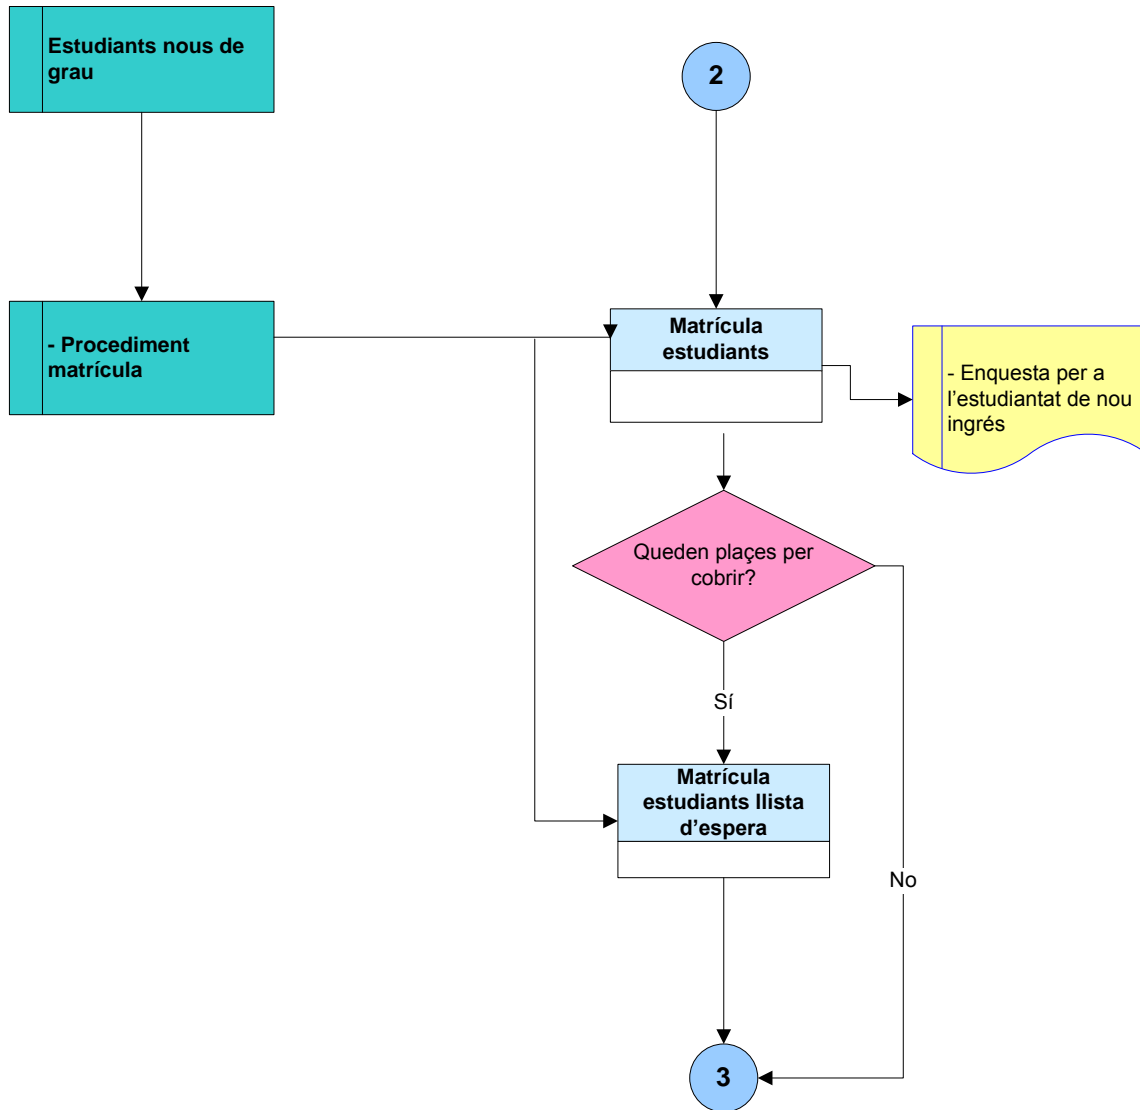 Estudiants nous de
grau
2
- Procediment
matrícula
Matrícula
estudiants
- Enquesta per a
l’estudiantat de nou
ingrés
Queden plaçes per
cobrir?
Sí
Matrícula
estudiants llista
d’espera
No
3